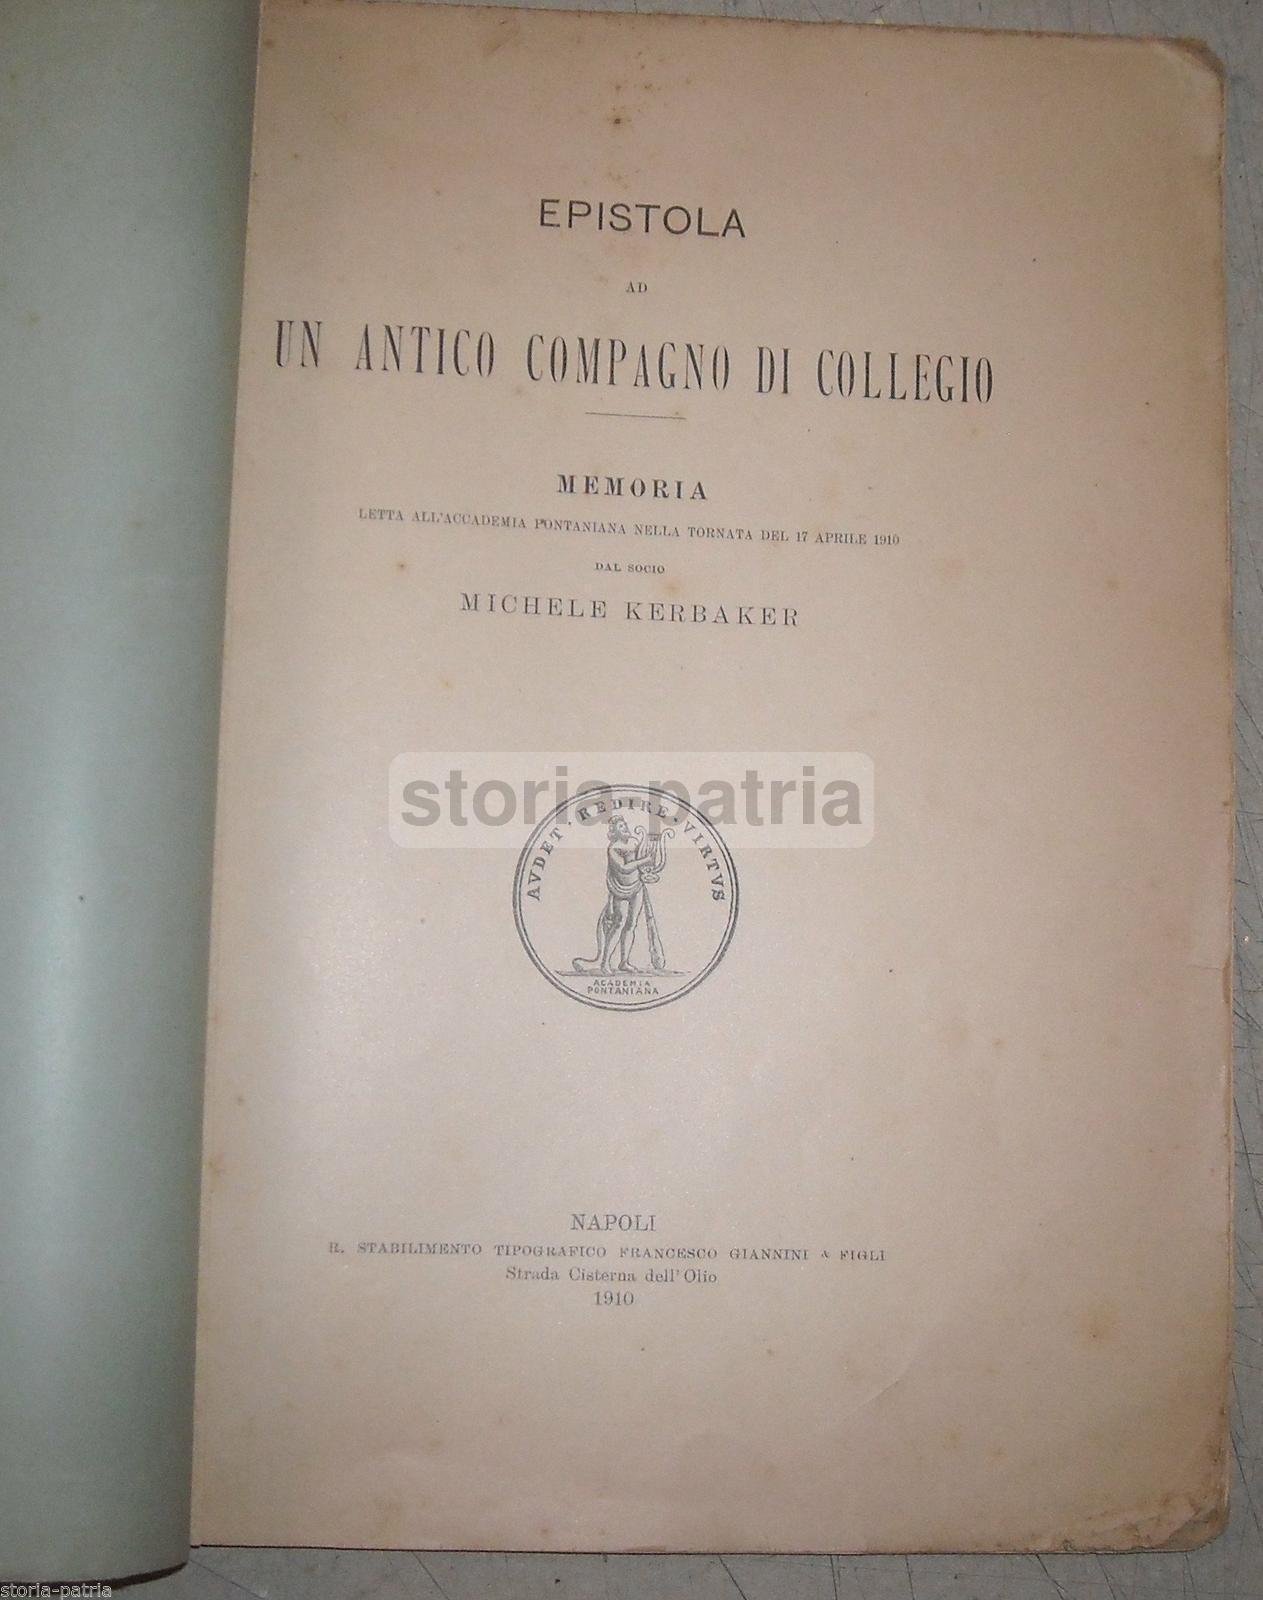 EPISTOLA
AD
UN ANTICO COMPAGNO DI COLLEGIO
MEMORIA
LETTA ALL'ACCADEMIA PONTANIANA NELLA TORNATA DEL 17 APRILE 1910
DAL SOCIO
MICHELE KERBAKER
storia-patria
AVDET · REDIRE · VIRTVS
ACADEMIA
PONTANIANA
NAPOLI
R. STABILIMENTO TIPOGRAFICO FRANCESCO GIANNINI & FIGLI
Strada Cisterna dell'Olio
1910
storia-patria